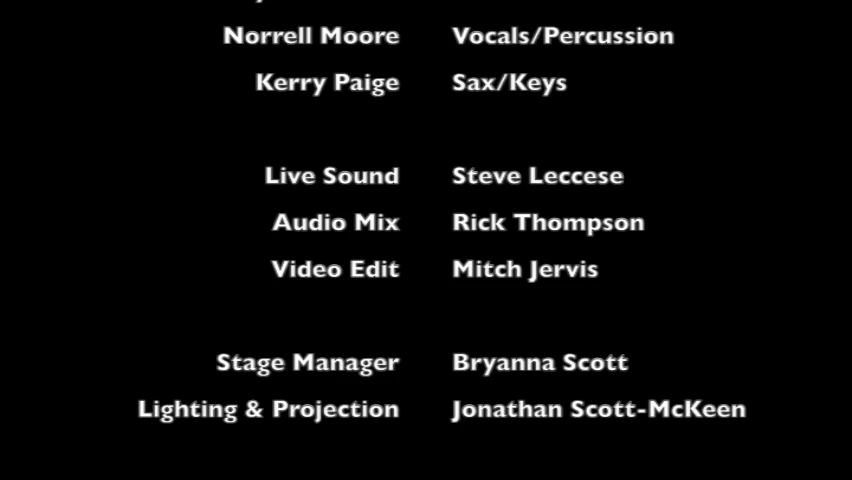 Norrell Moore Vocals/Percussion
Kerry Paige Sax/Keys
Live Sound Steve Leccese
Audio Mix Rick Thompson
Video Edit Mitch Jervis
Stage Manager Bryanna Scott
Lighting & Projection Jonathan Scott-McKeen